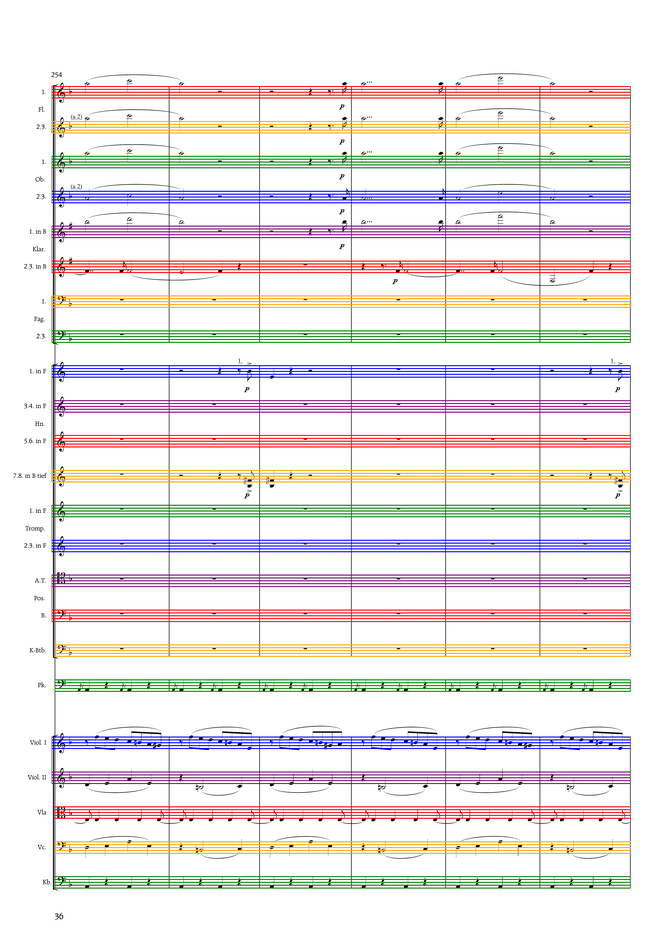 254
1.
Fl.
(a 2)
2.3.
p
p
1.
Ob.
p
(a 2)
2.3.
p
1. in B
Klar.
p
2.3. in B
p
1.
Fag.
2.3.
1. 1.
1. in F
p p
3.4. in F
Hn.
5.6. in F
7.8. in B tief
p p
1. in F
Tromp.
2.3. in F
A.T.
Pos.
B.
K-Btb.
Pk.
Viol. I
Viol. II
Vla
Vc.
Kb.
36